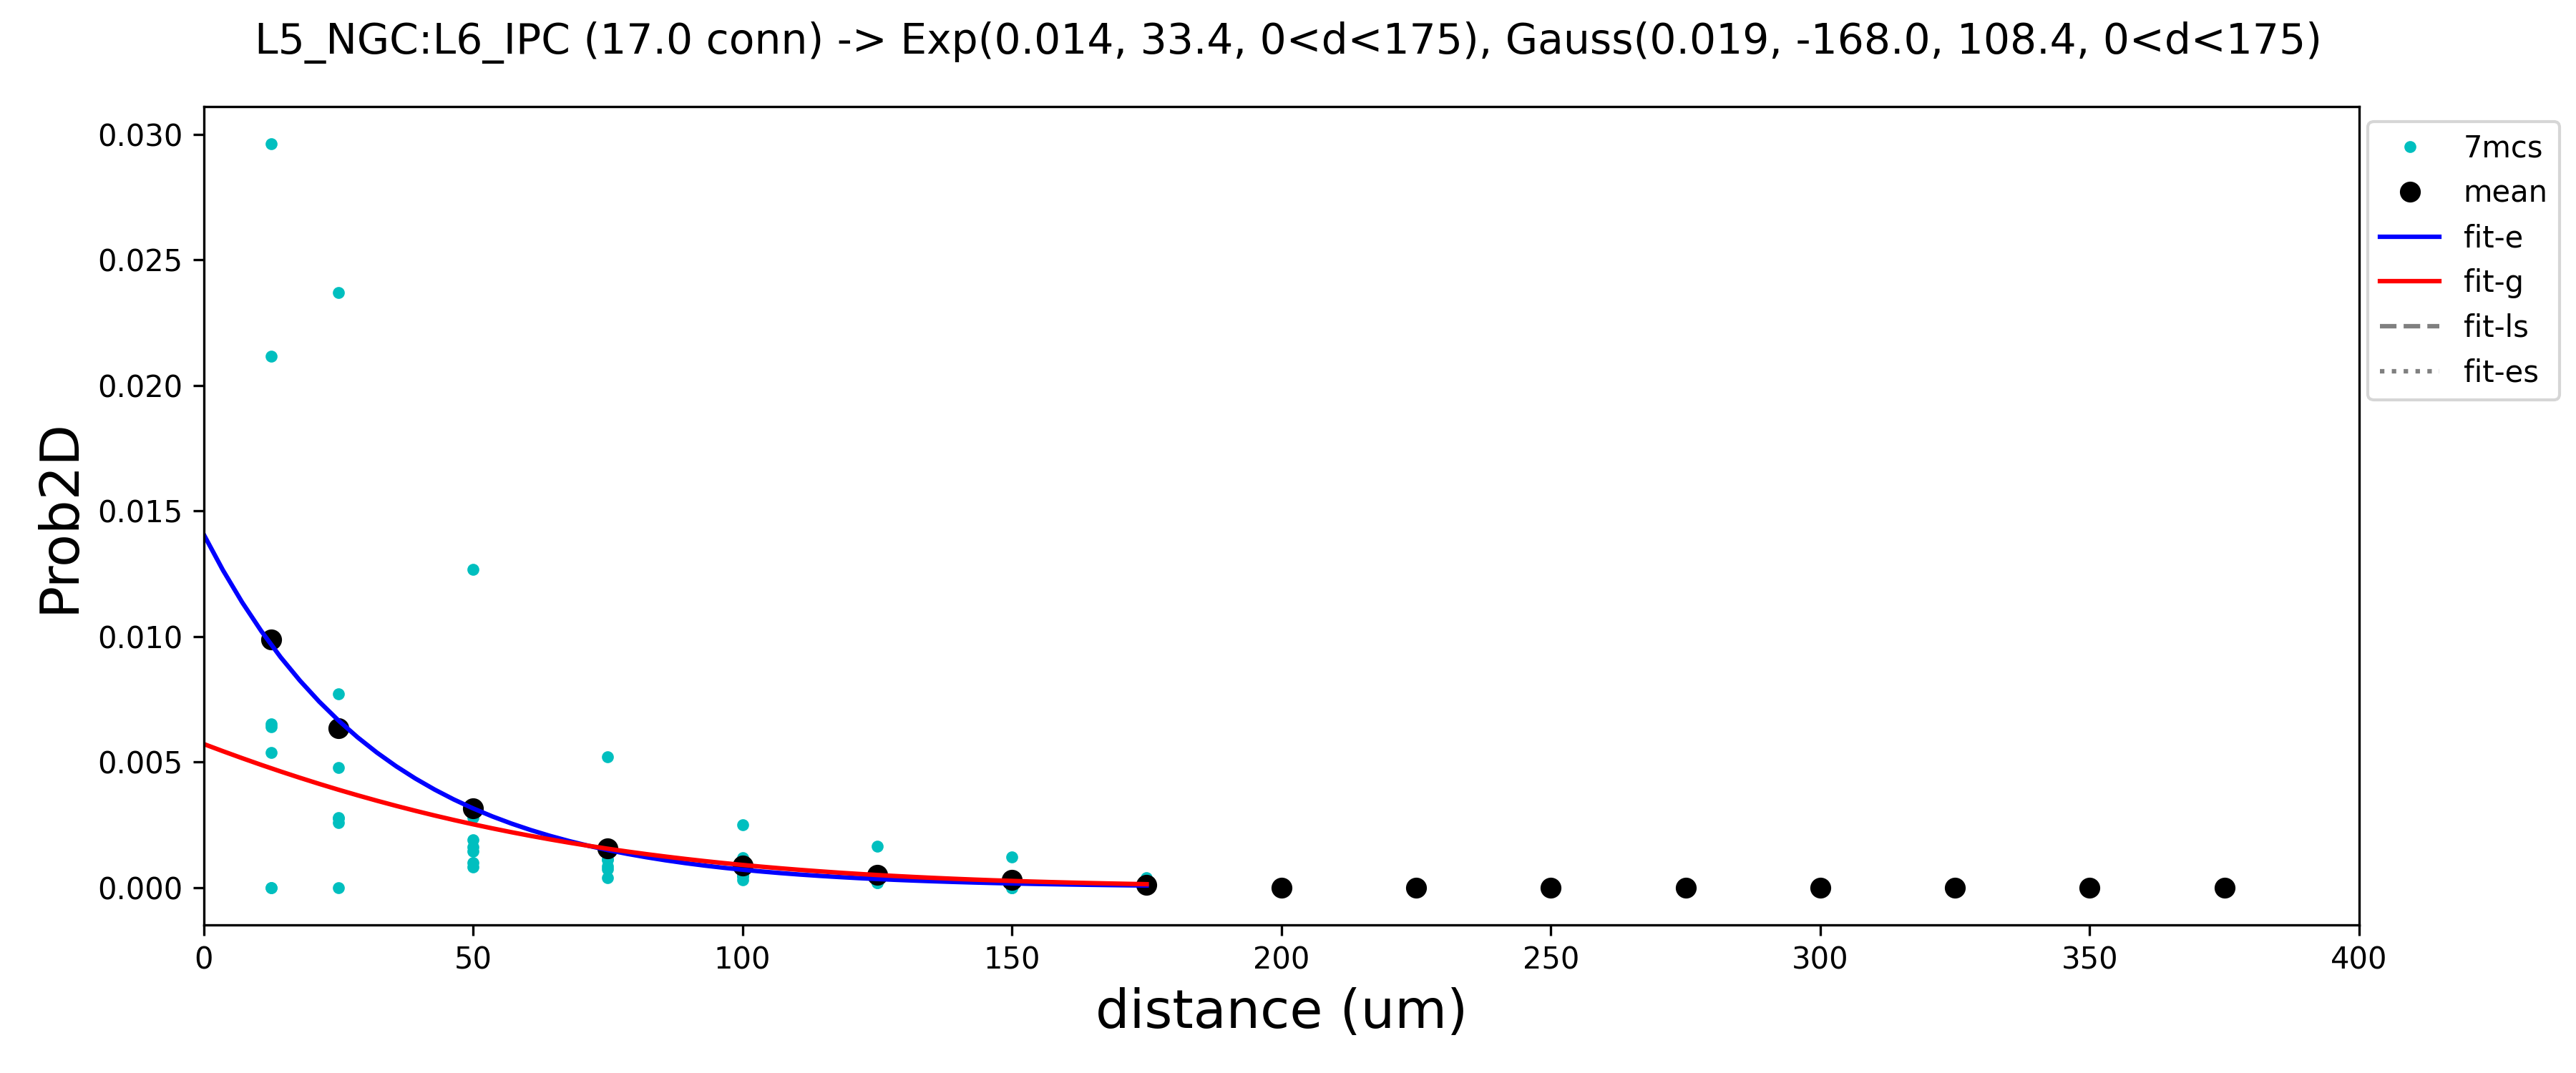 L5_NGC:L6_IPC (17.0 conn) -> Exp(0.014, 33.4, 0<d<175), Gauss(0.019, -168.0, 108.4, 0<d<175)
0.030
0.025
0.020
0.015
0.010
0.005
0.000
Prob2D
0 50 100 150 200 250 300 350 400
distance (um)
7mcs
mean
fit-e
fit-g
fit-ls
fit-es